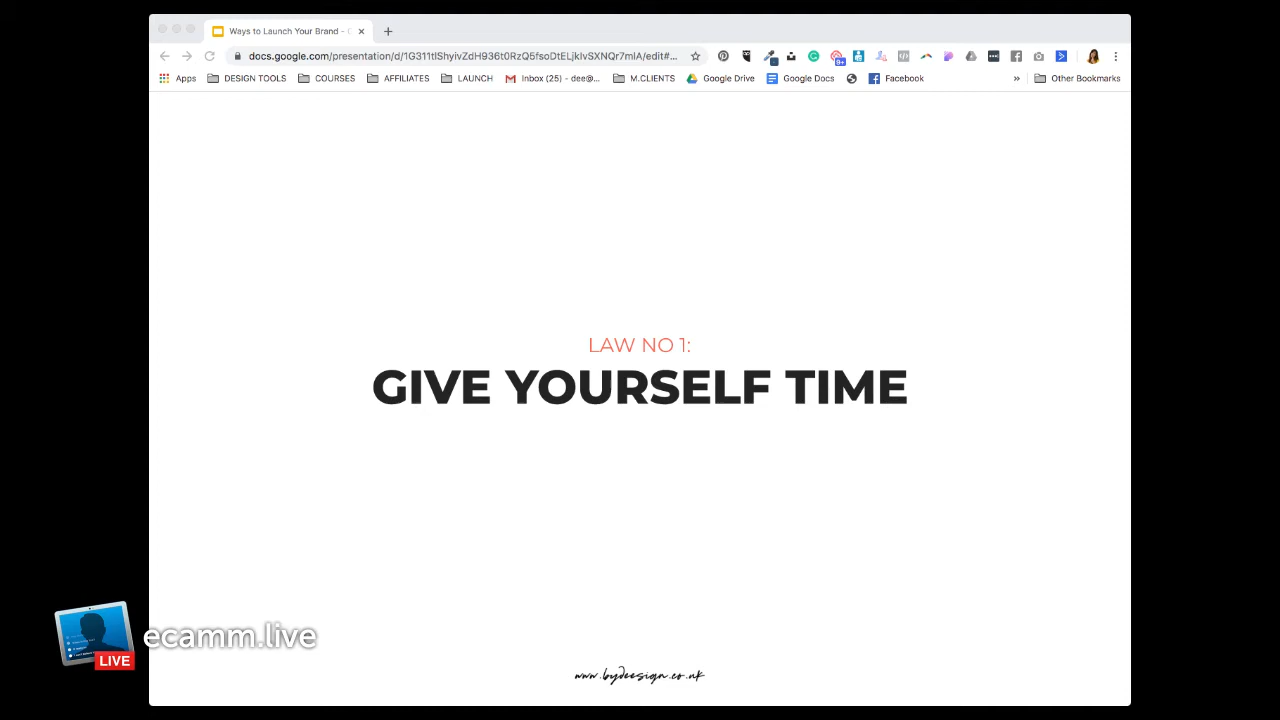 Ways to Launch Your Brand - G
docs.google.com/presentation/d/
Apps DESIGN TOOLS COURSES AFFILIATES LAUNCH Inbox (25) - dee@... M.CLIENTS Google Drive Google Docs Facebook » Other Bookmarks
LAW NO 1:
GIVE YOURSELF TIME
ecamm.live
LIVE
www.bydeesign.co.uk